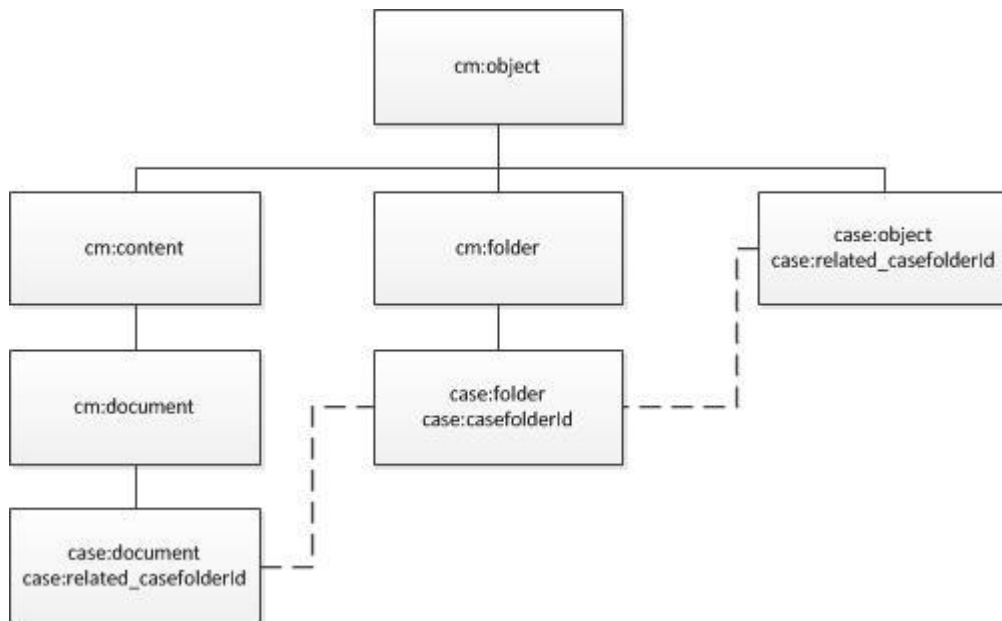 cm:object
cm:content
cm:folder
case:object
case:related_casefolderId
cm:document
case:folder
case:casefolderId
case:document
case:related_casefolderId